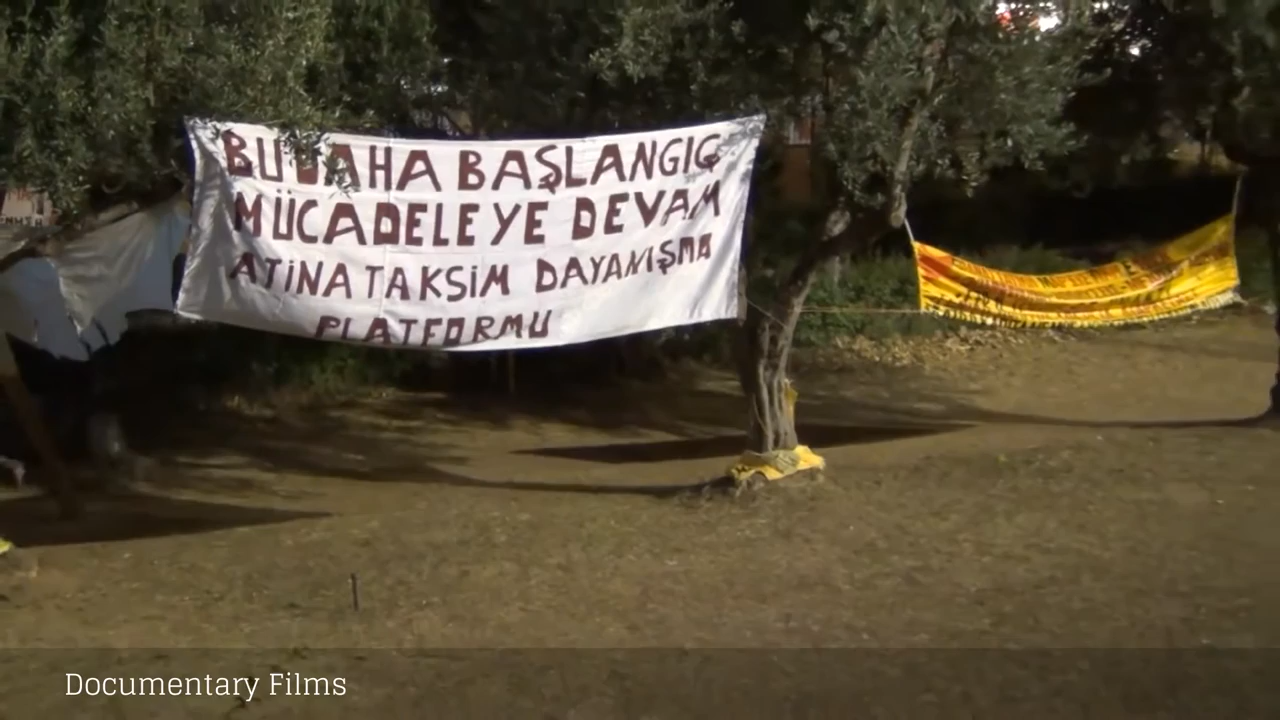 BU DAHA BAŞLANGIÇ
MÜCADELEYE DEVAM
ATİNA TAKSİM DAYANIŞMA
PLATFORMU
Documentary Films